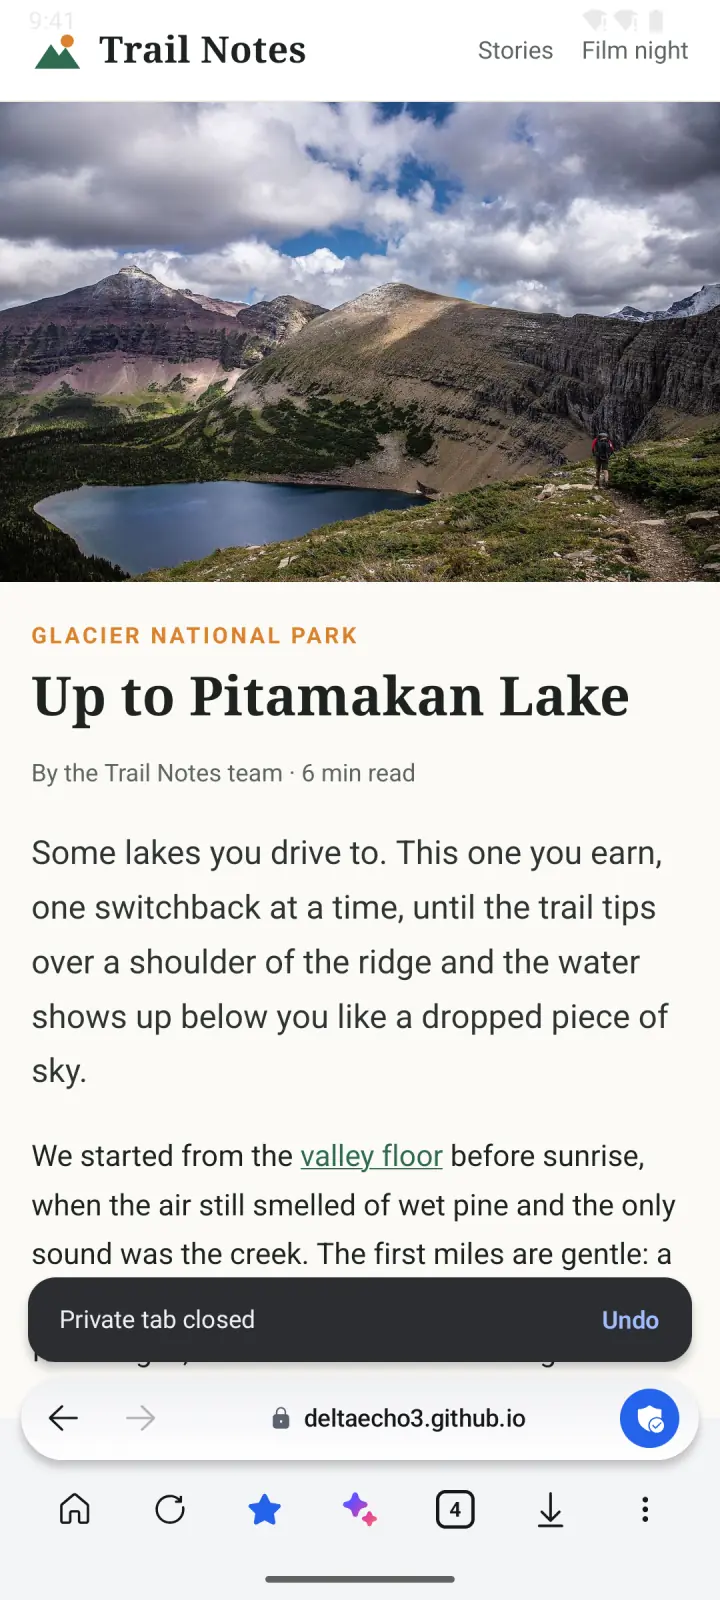 9:41
Trail Notes
Stories
Film night
GLACIER NATIONAL PARK
Up to Pitamakan Lake
By the Trail Notes team · 6 min read
Some lakes you drive to. This one you earn,
one switchback at a time, until the trail tips
over a shoulder of the ridge and the water
shows up below you like a dropped piece of
sky.
We started from the valley floor before sunrise,
when the air still smelled of wet pine and the only
sound was the creek. The first miles are gentle: a
Private tab closed
Undo
deltaecho3.github.io
4